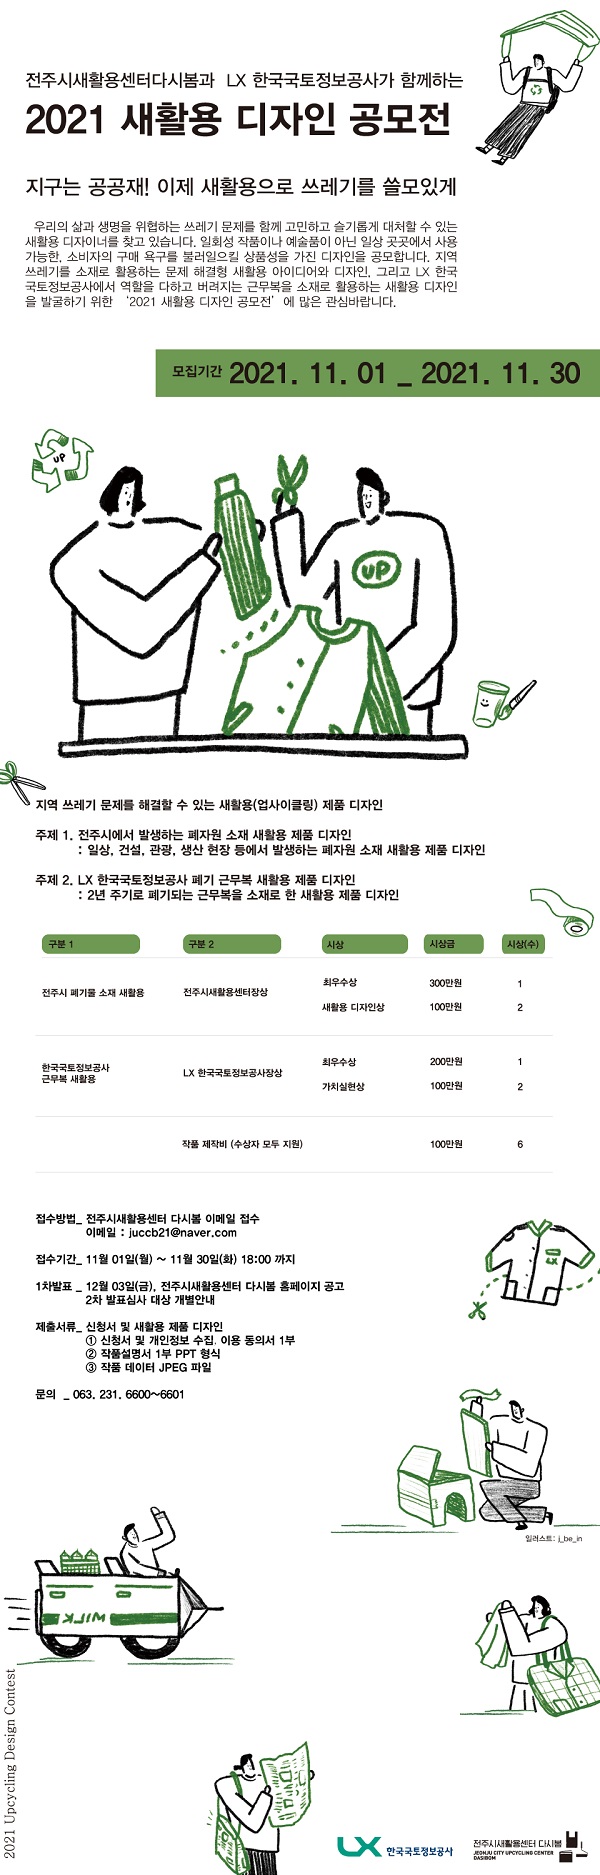 전주시새활용센터다시봄과 LX 한국국토정보공사가 함께하는
2021 새활용 디자인 공모전
지구는 공공재! 이제 새활용으로 쓰레기를 쓸모있게
우리의 삶과 생명을 위협하는 쓰레기 문제를 함께 고민하고 슬기롭게 대처할 수 있는
새활용 디자이너를 찾고 있습니다. 일회성 작품이나 예술품이 아닌 일상 곳곳에서 사용
가능한, 소비자의 구매 욕구를 불러일으킬 상품성을 가진 디자인을 공모합니다. 지역
쓰레기를 소재로 활용하는 문제 해결형 새활용 아이디어와 디자인, 그리고 LX 한국
국토정보공사에서 역할을 다하고 버려지는 근무복을 소재로 활용하는 새활용 디자인
을 발굴하기 위한 ‘2021 새활용 디자인 공모전’ 에 많은 관심바랍니다.
모집기간 2021. 11. 01 _ 2021. 11. 30
UP
UP
지역 쓰레기 문제를 해결할 수 있는 새활용(업사이클링) 제품 디자인
주제 1. 전주시에서 발생하는 폐자원 소재 새활용 제품 디자인
: 일상, 건설, 관광, 생산 현장 등에서 발생하는 폐자원 소재 새활용 제품 디자인
주제 2. LX 한국국토정보공사 폐기 근무복 새활용 제품 디자인
: 2년 주기로 폐기되는 근무복을 소재로 한 새활용 제품 디자인
구분 1 구분 2 시상 시상금 시상(수)
전주시 폐기물 소재 새활용 전주시새활용센터장상 최우수상 300만원 1
새활용 디자인상 100만원 2
한국국토정보공사
근무복 새활용 LX 한국국토정보공사장상 최우수상 200만원 1
가치실현상 100만원 2
작품 제작비 (수상자 모두 지원) 100만원 6
접수방법_ 전주시새활용센터 다시봄 이메일 접수
이메일 : juccb21@naver.com
접수기간_ 11월 01일(월) ~ 11월 30일(화) 18:00 까지
1차발표 _ 12월 03일(금), 전주시새활용센터 다시봄 홈페이지 공고
2차 발표심사 대상 개별안내
제출서류_ 신청서 및 새활용 제품 디자인
① 신청서 및 개인정보 수집. 이용 동의서 1부
② 작품설명서 1부 PPT 형식
③ 작품 데이터 JPEG 파일
문의 _ 063. 231. 6600~6601
LX
일러스트: j_be_in
MILK
2021 Upcycling Design Contest
LX 한국국토정보공사
전주시새활용센터 다시봄
JEONJU CITY UPCYCLING CENTER
DASIBOM